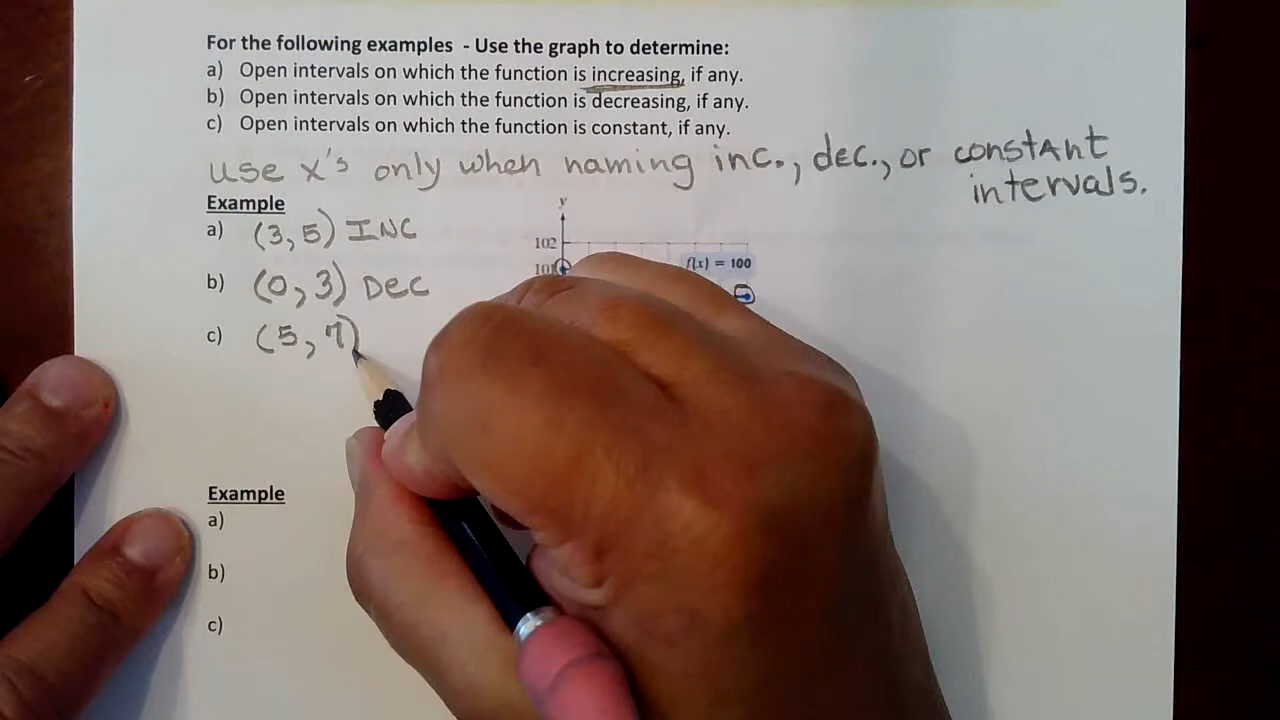 For the following examples - Use the graph to determine:
a) Open intervals on which the function is increasing, if any.
b) Open intervals on which the function is decreasing, if any.
c) Open intervals on which the function is constant, if any.
use x's only when naming inc., dec., or constant
intervals.
Example
a) (3, 5) INC
y
102
f(x) = 100
b) (0, 3) DEC
c) (5, 7)
Example
a)
b)
c)